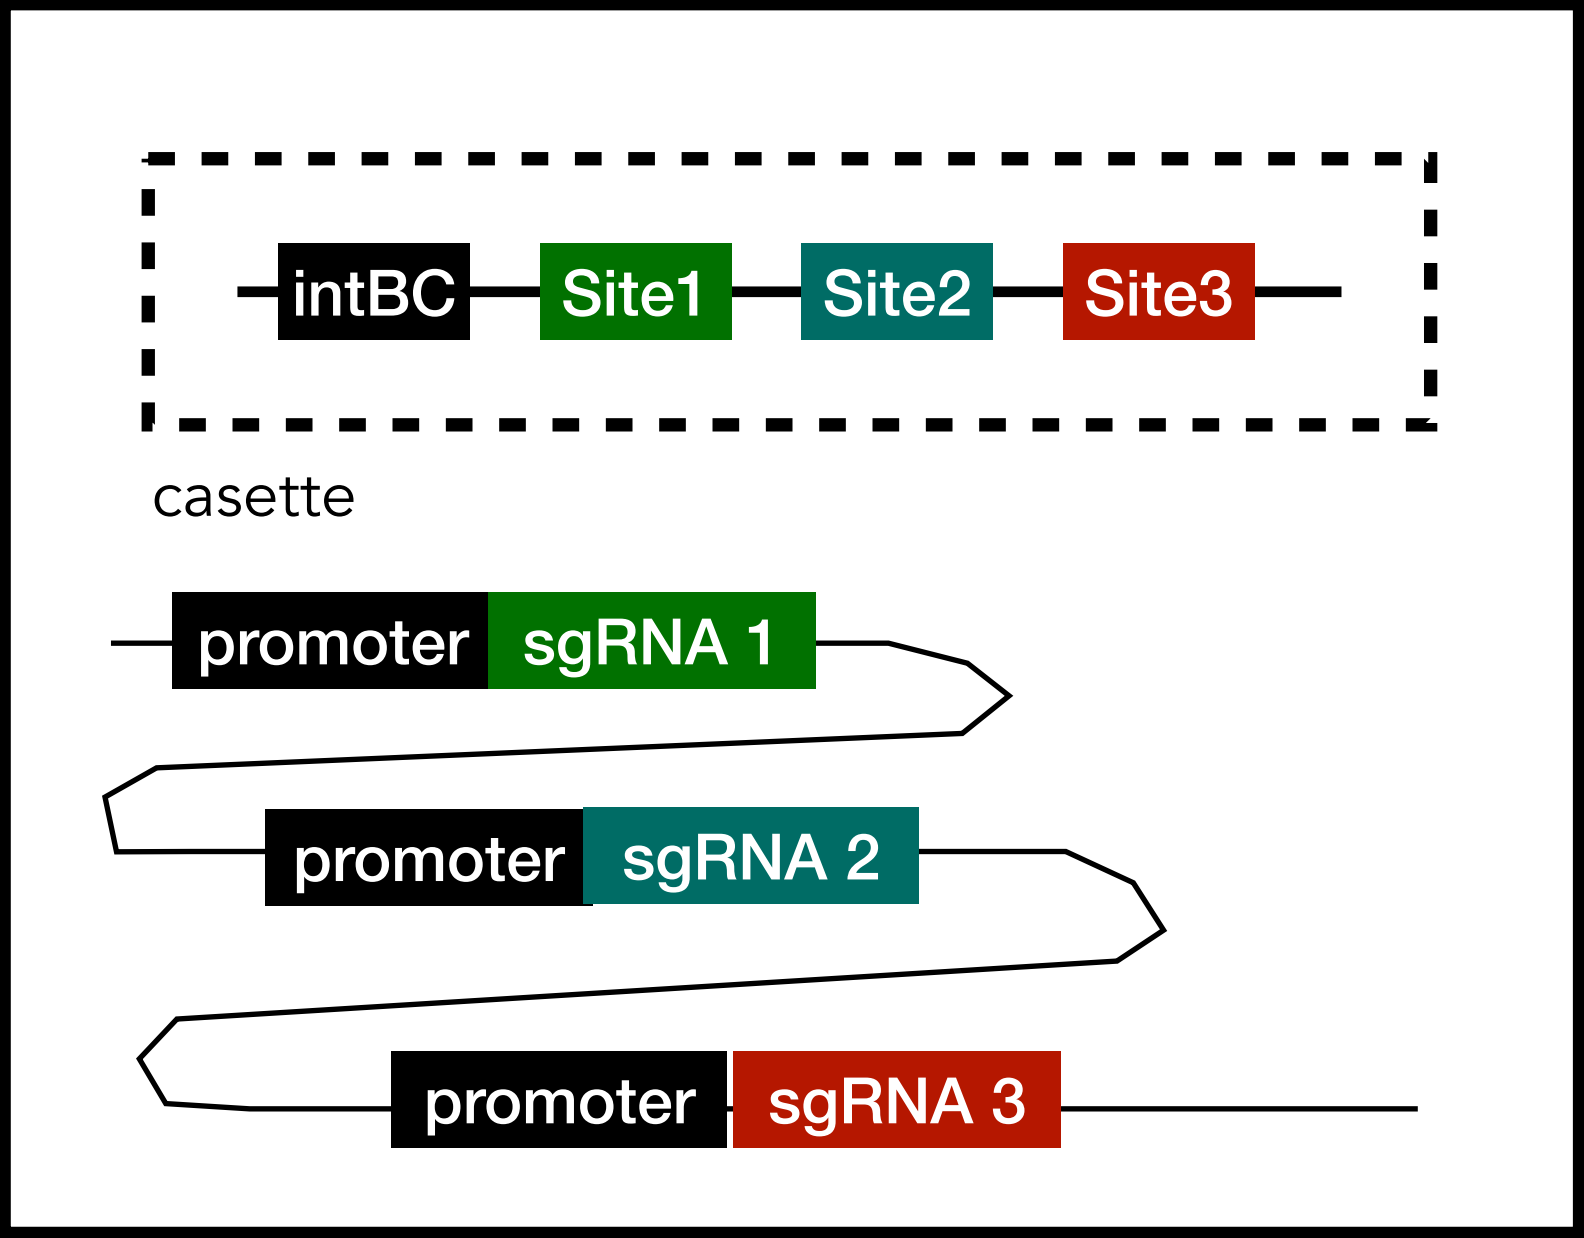 intBC Site1 Site2 Site3
casette
promoter sgRNA 1
promoter sgRNA 2
promoter sgRNA 3